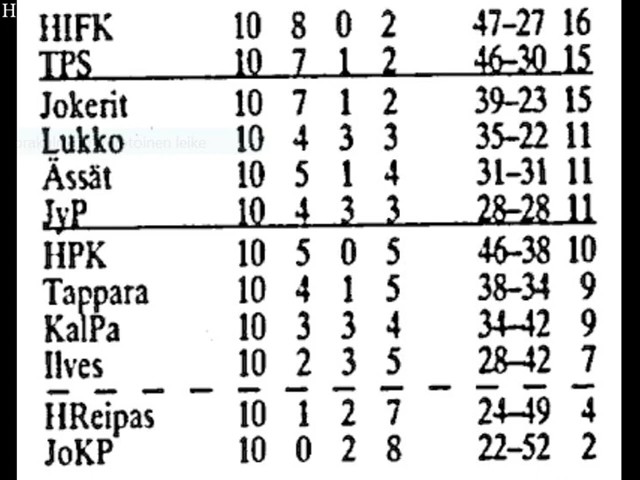 H
HIFK 10 8 0 2 47–27 16
TPS 10 7 1 2 46–30 15
Jokerit 10 7 1 2 39–23 15
Lukko 10 4 3 3 35–22 11
toinen leike
Ässät 10 5 1 4 31–31 11
JyP 10 4 3 3 28–28 11
HPK 10 5 0 5 46–38 10
Tappara 10 4 1 5 38–34 9
KalPa 10 3 3 4 34–42 9
Ilves 10 2 3 5 28–42 7
HReipas 10 1 2 7 24–49 4
JoKP 10 0 2 8 22–52 2